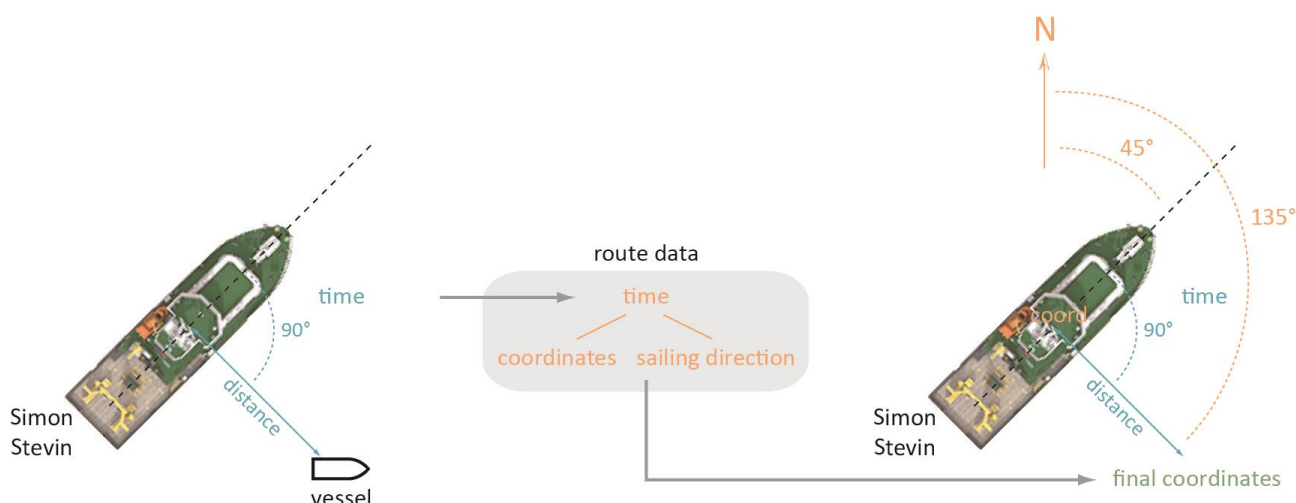 time
90°
distance
Simon
Stevin
vessel
route data
time
coordinates
sailing direction
N
45°
135°
coord
time
90°
distance
Simon
Stevin
final coordinates